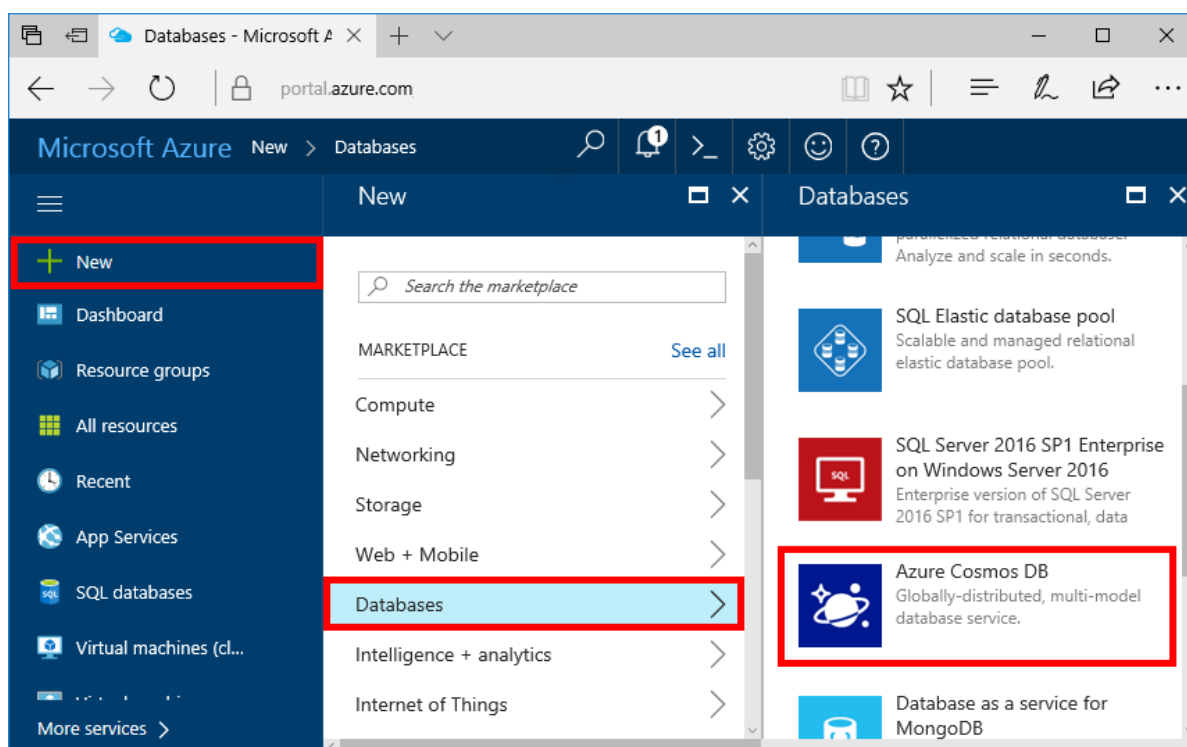 Databases - Microsoft A
portal.azure.com
Microsoft Azure New > Databases
1
New
Databases
New
Dashboard
Resource groups
All resources
Recent
App Services
SQL databases
SQL
Virtual machines (cl...
More services >
Search the marketplace
MARKETPLACE See all
Compute
Networking
Storage
Web + Mobile
Databases
Intelligence + analytics
Internet of Things
Analyze and scale in seconds.
SQL Elastic database pool
Scalable and managed relational
elastic database pool.
SQL
SQL Server 2016 SP1 Enterprise
on Windows Server 2016
Enterprise version of SQL Server
2016 SP1 for transactional, data
Azure Cosmos DB
Globally-distributed, multi-model
database service.
Database as a service for
MongoDB